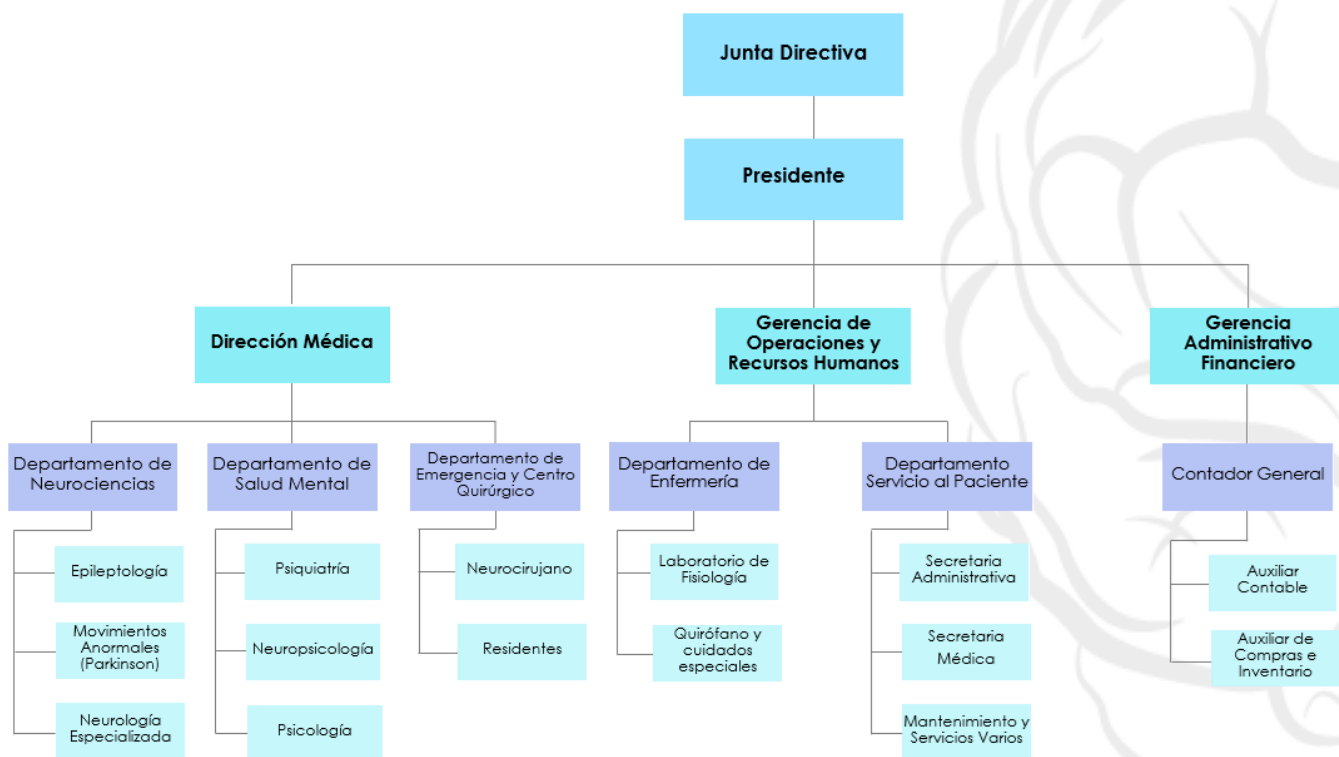 Junta Directiva
Presidente
Dirección Médica
Gerencia de
Operaciones y
Recursos Humanos
Gerencia
Administrativo
Financiero
Departamento de
Neurociencias
Departamento de
Salud Mental
Departamento de
Emergencia y Centro
Quirúrgico
Departamento de
Enfermería
Departamento
Servicio al Paciente
Contador General
Epileptología
Movimientos
Anormales
(Parkinson)
Neurología
Especializada
Psiquiatría
Neuropsicología
Psicología
Neurocirujano
Residentes
Laboratorio de
Fisiología
Quirófano y
cuidados
especiales
Secretaria
Administrativa
Secretaria
Médica
Mantenimiento y
Servicios Varios
Auxiliar
Contable
Auxiliar de
Compras e
Inventario